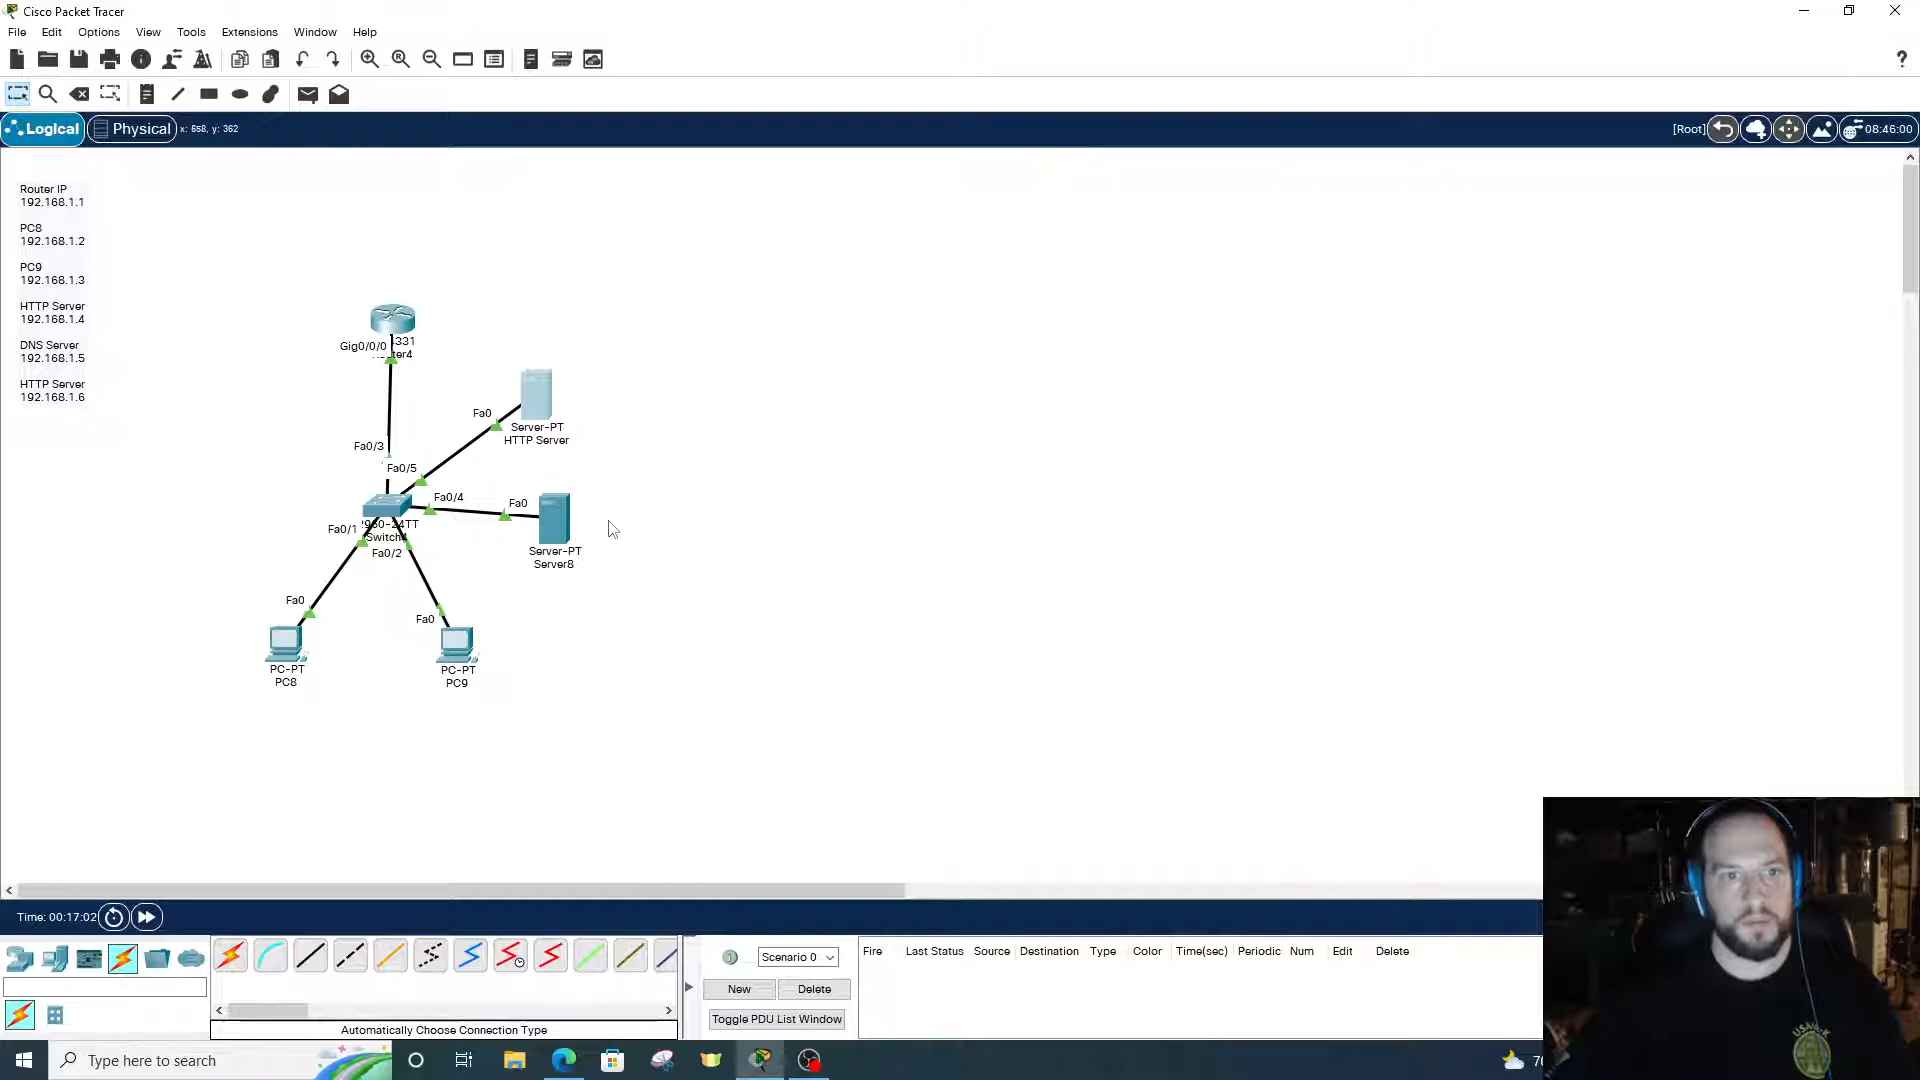 Cisco Packet Tracer
File Edit Options View Tools Extensions Window Help
Logical Physical x: 658, y: 362 [Root] 08:46:00
Router IP
192.168.1.1
PC8
192.168.1.2
PC9
192.168.1.3
HTTP Server
192.168.1.4
DNS Server
192.168.1.5
HTTP Server
192.168.1.6
Gig0/0/0
Fa0/3
Fa0
Server-PT
HTTP Server
Fa0/5
Fa0/4
Fa0
Fa0/1
Switch4
Fa0/2
Server-PT
Server8
Fa0
Fa0
PC-PT
PC8
PC-PT
PC9
Time: 00:17:02
Scenario 0
New Delete
Toggle PDU List Window
Fire Last Status Source Destination Type Color Time(sec) Periodic Num Edit Delete
Automatically Choose Connection Type
Type here to search